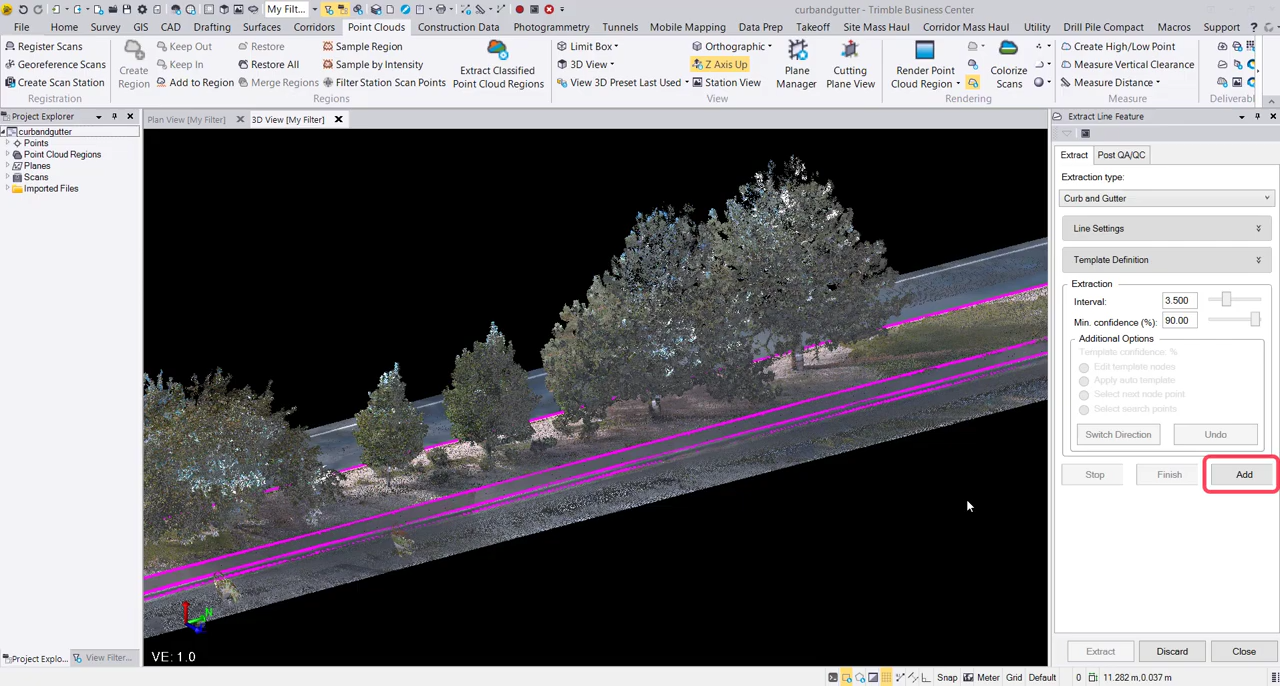 My Filt...
curbandgutter - Trimble Business Center
File Home Survey GIS CAD Drafting Surfaces Corridors Point Clouds Construction Data Photogrammetry Tunnels Mobile Mapping Data Prep Takeoff Site Mass Haul Corridor Mass Haul Utility Drill Pile Compact Macros Support
Register Scans
Georeference Scans
Create Scan Station
Registration
Create Region
Keep Out
Keep In
Add to Region
Restore
Restore All
Merge Regions
Sample Region
Sample by Intensity
Filter Station Scan Points
Regions
Extract Classified Point Cloud Regions
Limit Box
3D View
View 3D Preset Last Used
Orthographic
Z Axis Up
Station View
Plane Manager
Cutting Plane View
View
Render Point Cloud Region
Colorize Scans
Rendering
Create High/Low Point
Measure Vertical Clearance
Measure Distance
Measure
Deliverabl
Project Explorer
curbandgutter
Points
Point Cloud Regions
Planes
Scans
Imported Files
Plan View [My Filter]
3D View [My Filter]
VE: 1.0
N
Extract Line Feature
Extract
Post QA/QC
Extraction type:
Curb and Gutter
Line Settings
Template Definition
Extraction
Interval: 3.500
Min. confidence (%): 90.00
Additional Options
Template confidence: %
Edit template nodes
Apply auto template
Select next node point
Select search points
Switch Direction
Undo
Stop
Finish
Add
Extract
Discard
Close
Project Explo...
View Filter...
Snap
Meter
Grid
Default
0
11.282 m,0.037 m